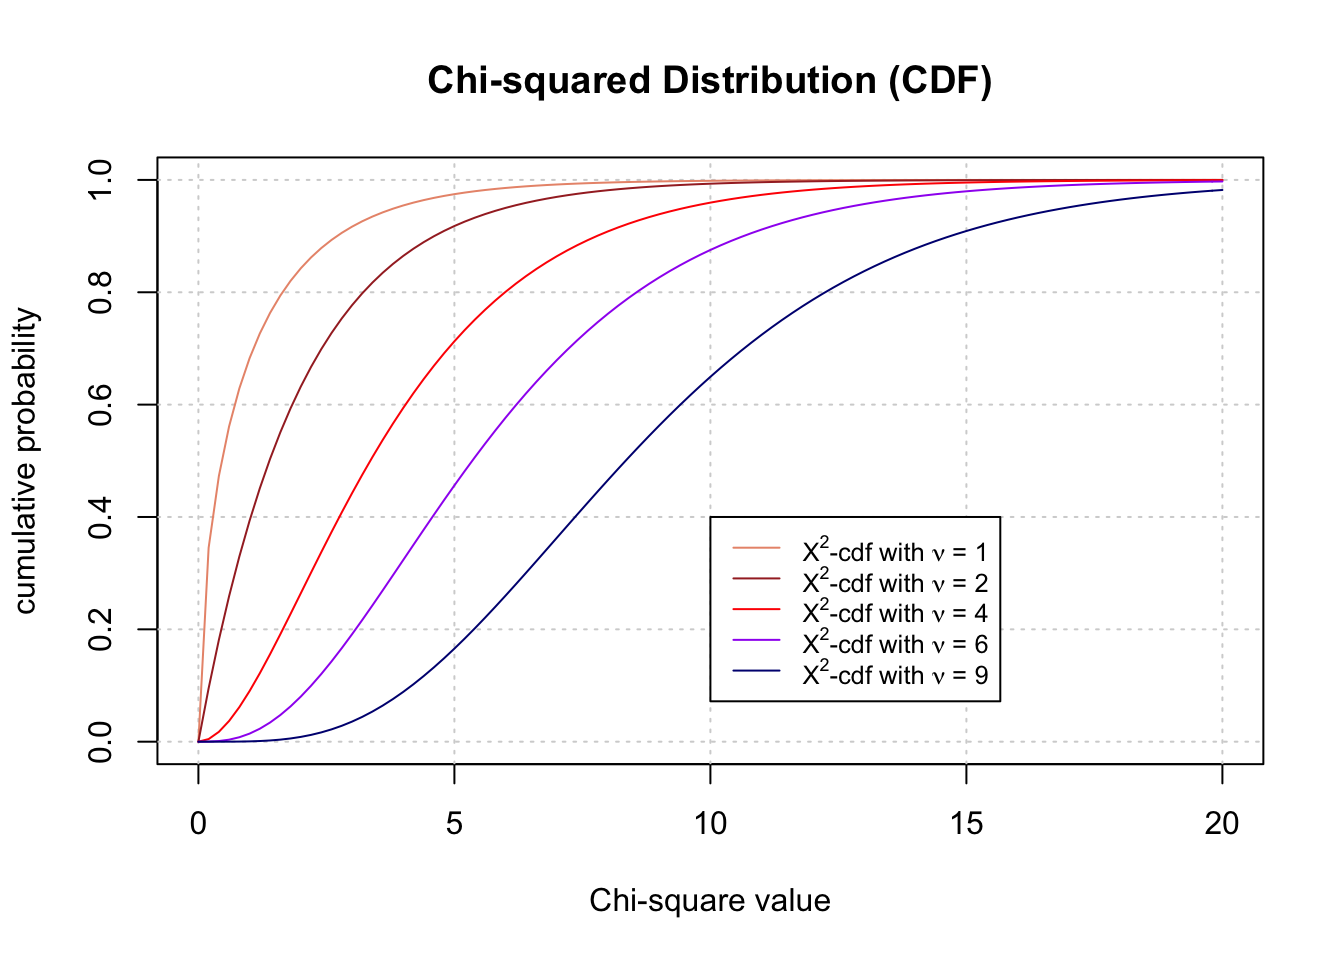 Chi-squared Distribution (CDF)
cumulative probability
1.0
0.8
0.6
0.4
0.2
0.0
X²-cdf with ν = 1
X²-cdf with ν = 2
X²-cdf with ν = 4
X²-cdf with ν = 6
X²-cdf with ν = 9
0 5 10 15 20
Chi-square value